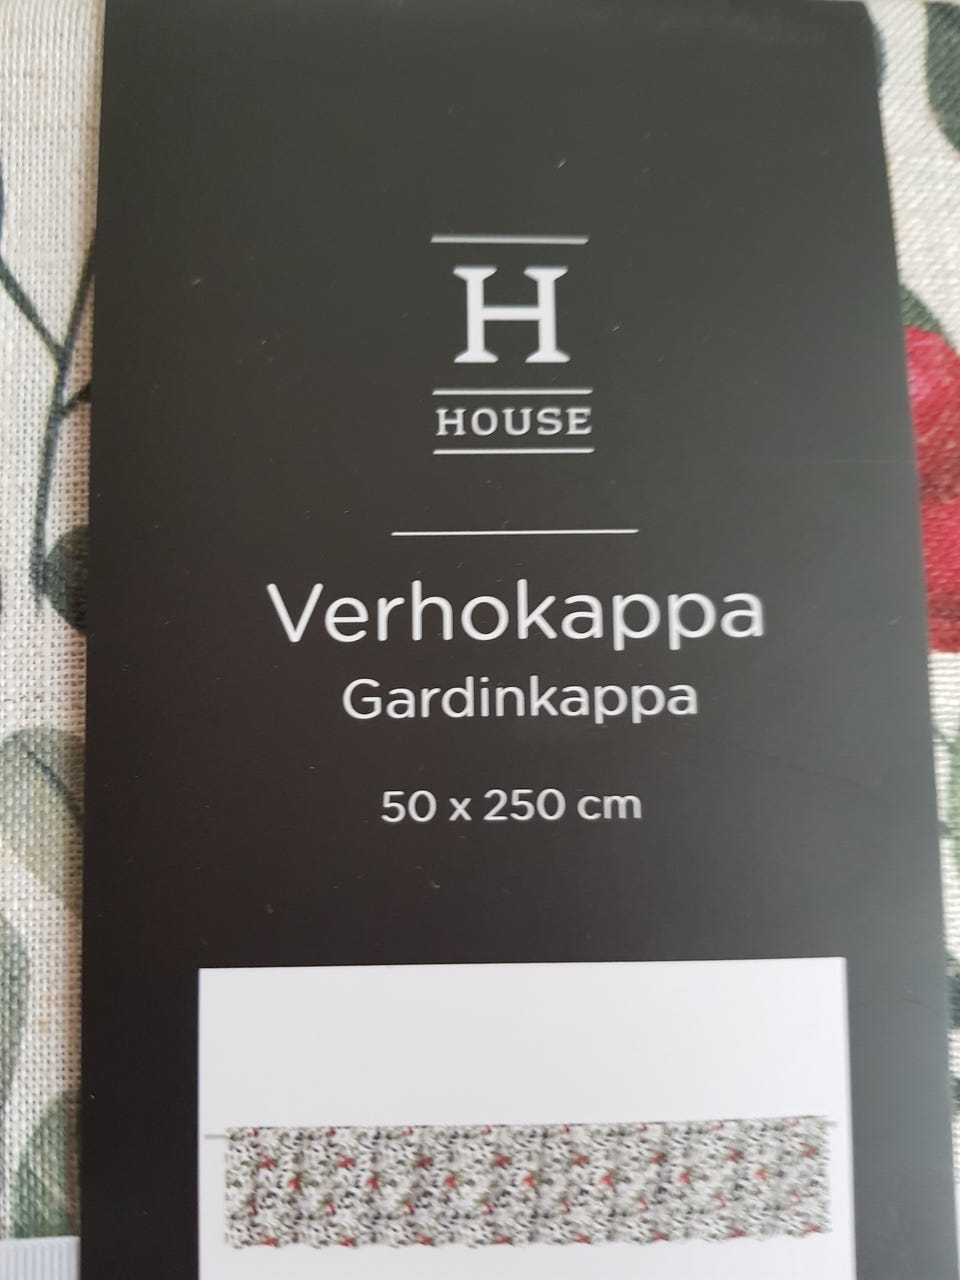 H
HOUSE
Verhokappa
Gardinkappa
50 x 250 cm